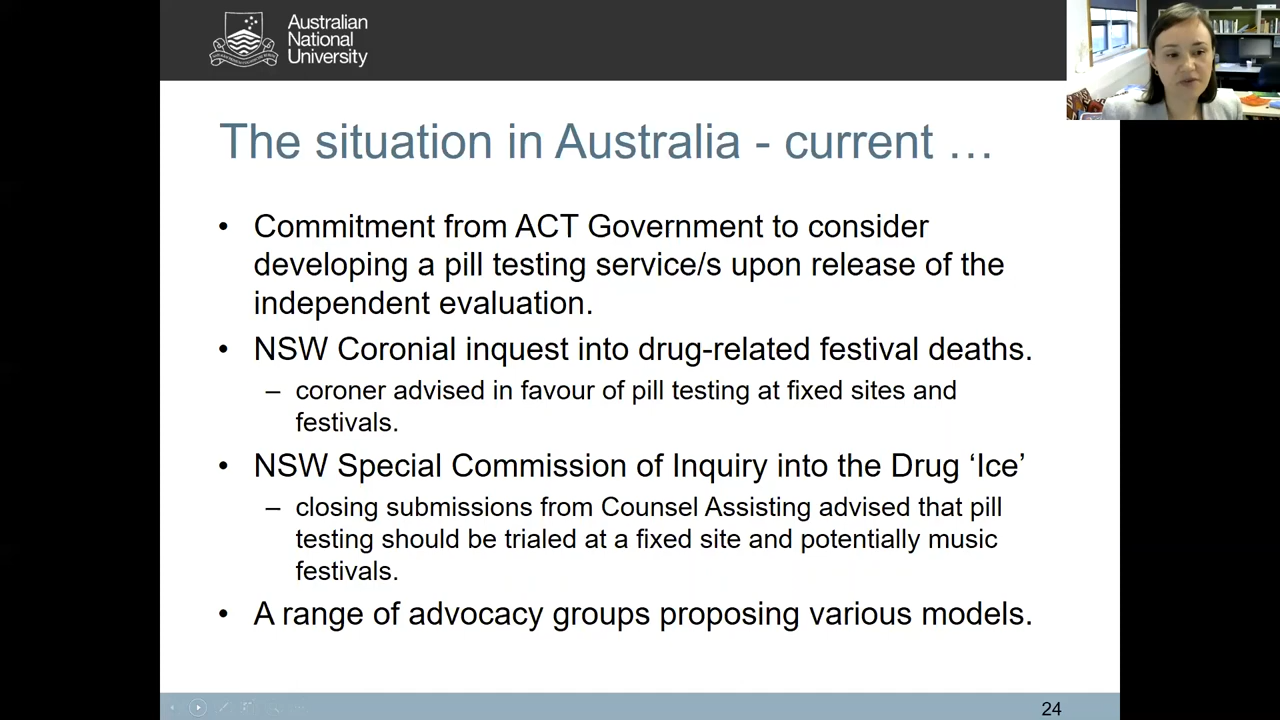 Australian
National
University
The situation in Australia - current …
• Commitment from ACT Government to consider
developing a pill testing service/s upon release of the
independent evaluation.
• NSW Coronial inquest into drug-related festival deaths.
– coroner advised in favour of pill testing at fixed sites and
festivals.
• NSW Special Commission of Inquiry into the Drug ‘Ice’
– closing submissions from Counsel Assisting advised that pill
testing should be trialed at a fixed site and potentially music
festivals.
• A range of advocacy groups proposing various models.
24